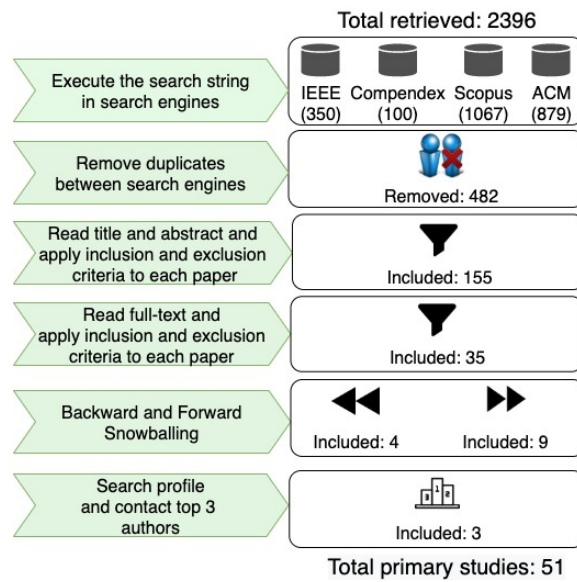 Total retrieved: 2396
Execute the search string
in search engines
IEEE Compendex Scopus ACM
(350) (100) (1067) (879)
Remove duplicates
between search engines
Removed: 482
Read title and abstract and
apply inclusion and exclusion
criteria to each paper
Included: 155
Read full-text and
apply inclusion and exclusion
criteria to each paper
Included: 35
Backward and Forward
Snowballing
Included: 4 Included: 9
Search profile
and contact top 3
authors
3 1 2
Included: 3
Total primary studies: 51